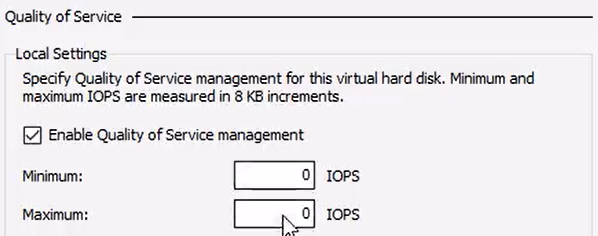 Quality of Service
Local Settings
Specify Quality of Service management for this virtual hard disk. Minimum and
maximum IOPS are measured in 8 KB increments.
Enable Quality of Service management
Minimum: 0 IOPS
Maximum: 0 IOPS